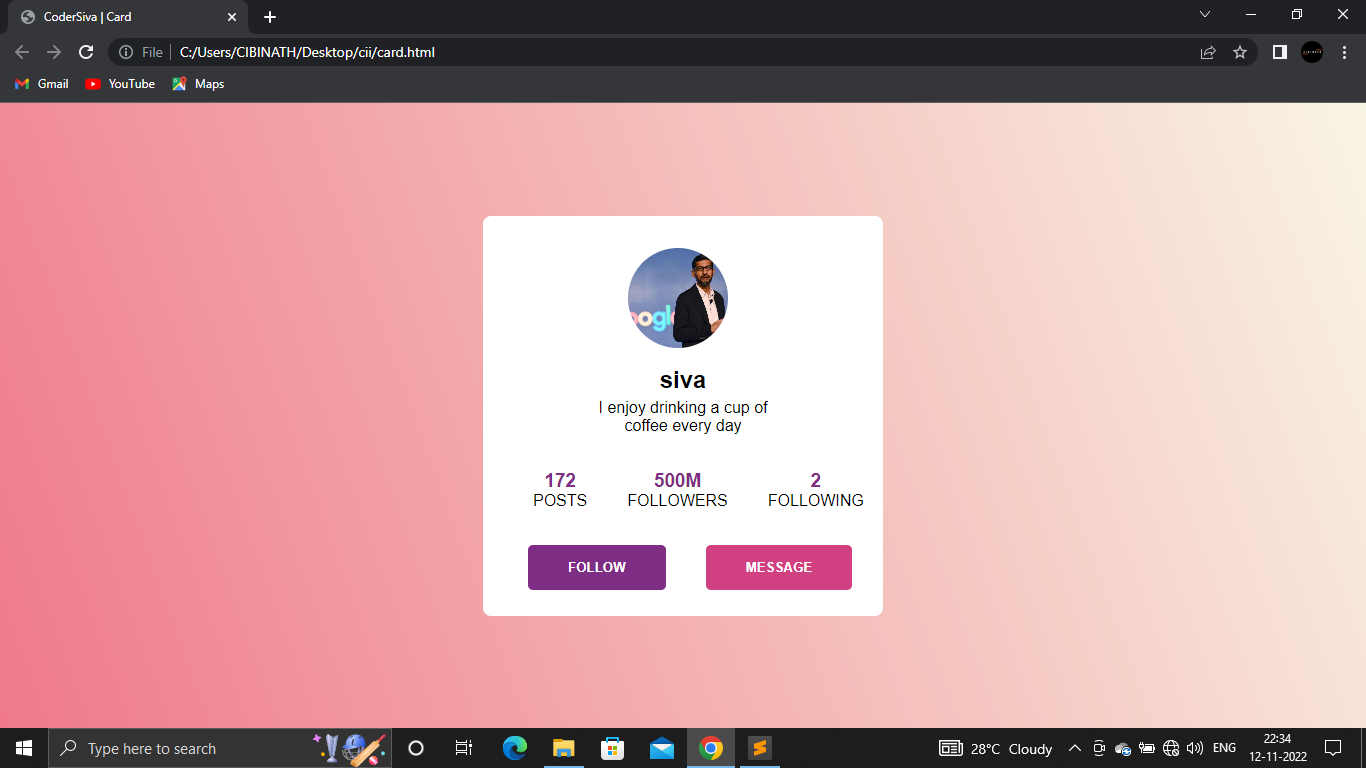 CoderSiva | Card
File
C:/Users/CIBINATH/Desktop/cii/card.html
Gmail YouTube Maps
oogl
siva
I enjoy drinking a cup of
coffee every day
172 500M 2
POSTS FOLLOWERS FOLLOWING
FOLLOW MESSAGE
Type here to search
28°C Cloudy
ENG
22:34
12-11-2022